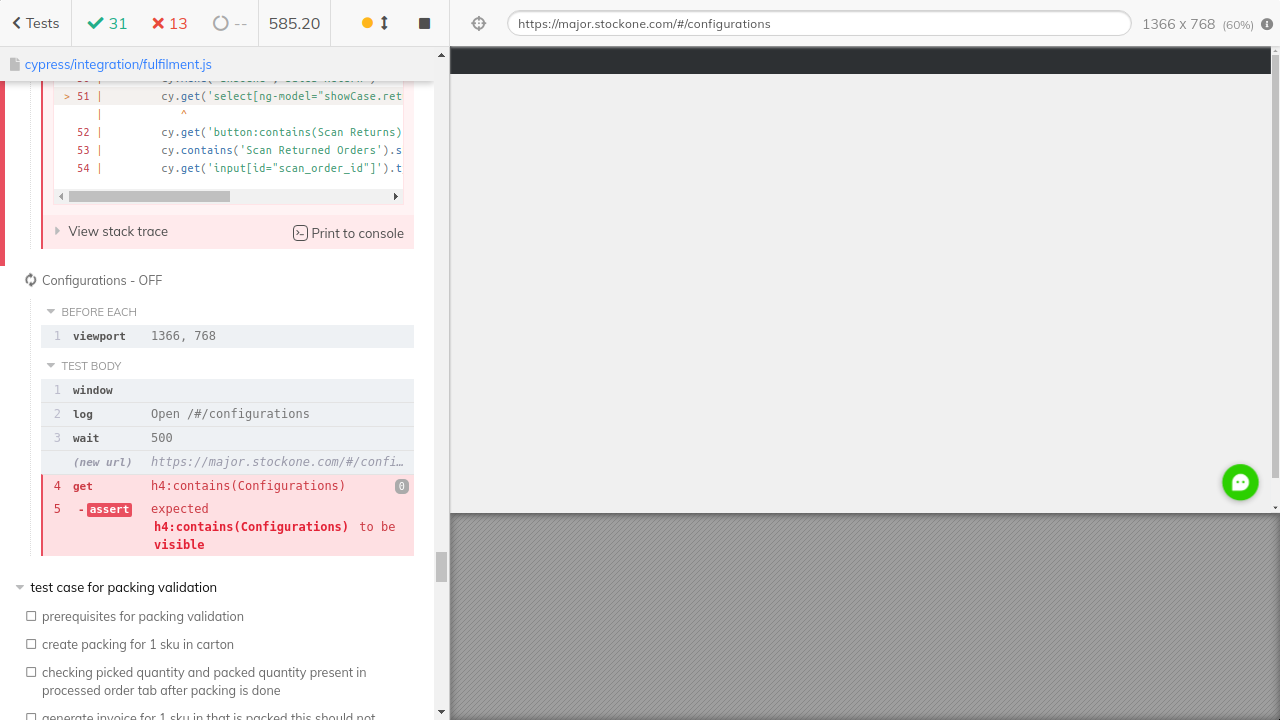 Tests
31
13
--
585.20
https://major.stockone.com/#/configurations
1366 x 768 (60%)
cypress/integration/fulfilment.js
> 51 | cy.get('select[ng-model="showCase.ret
| ^
52 | cy.get('button:contains(Scan Returns)
53 | cy.contains('Scan Returned Orders').s
54 | cy.get('input[id="scan_order_id"]').t
View stack trace
Print to console
Configurations - OFF
BEFORE EACH
1 viewport 1366, 768
TEST BODY
1 window
2 log Open /#/configurations
3 wait 500
(new url) https://major.stockone.com/#/confi…
4 get h4:contains(Configurations) 0
5 - assert expected
h4:contains(Configurations) to be
visible
test case for packing validation
prerequisites for packing validation
create packing for 1 sku in carton
checking picked quantity and packed quantity present in
processed order tab after packing is done
generate invoice for 1 sku in that is packed this should not